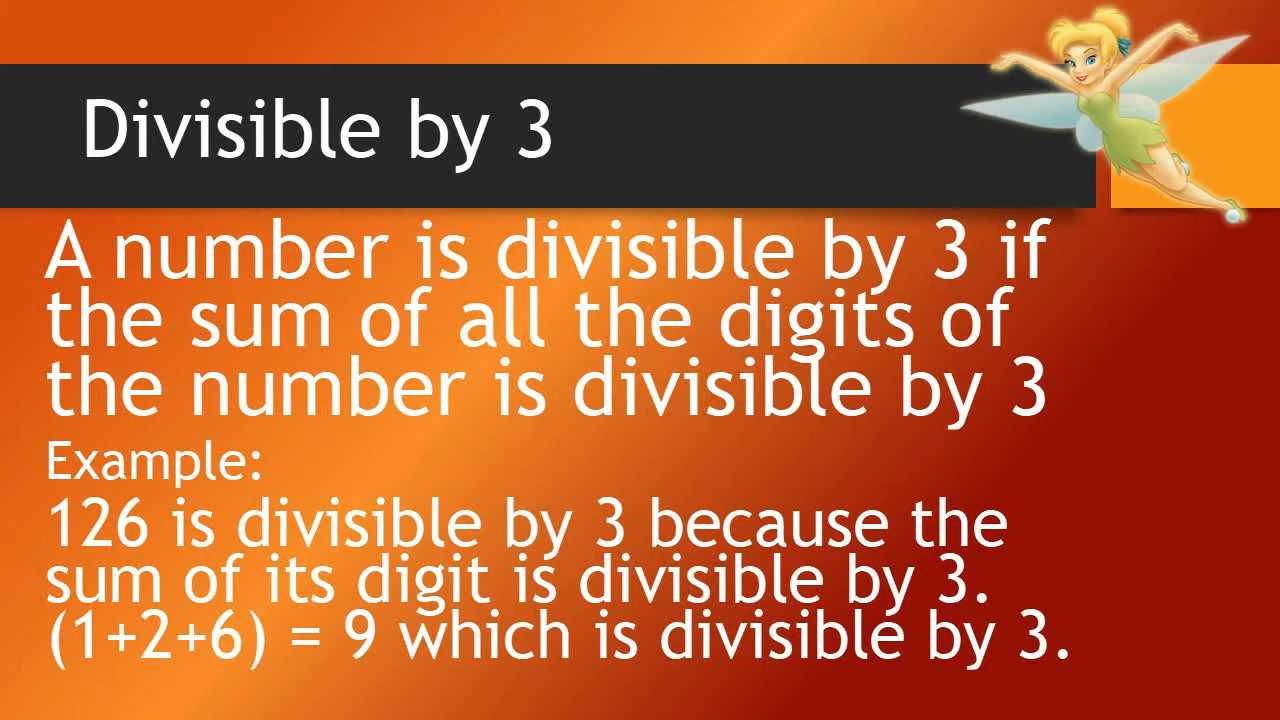 Divisible by 3
A number is divisible by 3 if
the sum of all the digits of
the number is divisible by 3
Example:
126 is divisible by 3 because the
sum of its digit is divisible by 3.
(1+2+6) = 9 which is divisible by 3.